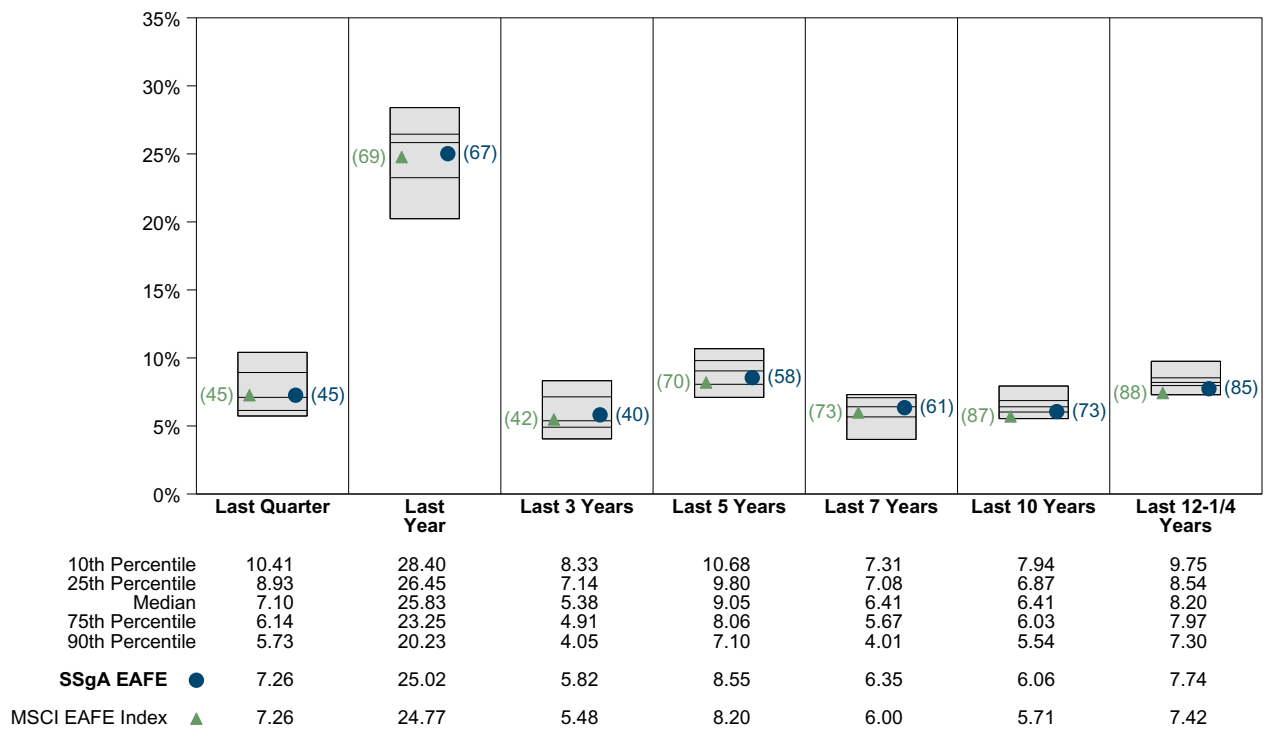 35%
30%
25%
20%
15%
10%
5%
0%
(45) (45)
(69) (67)
(42) (40)
(70) (58)
(73) (61)
(87) (73)
(88) (85)
Last Quarter Last Last 3 Years Last 5 Years Last 7 Years Last 10 Years Last 12-1/4
Year Years
10th Percentile 10.41 28.40 8.33 10.68 7.31 7.94 9.75
25th Percentile 8.93 26.45 7.14 9.80 7.08 6.87 8.54
Median 7.10 25.83 5.38 9.05 6.41 6.41 8.20
75th Percentile 6.14 23.25 4.91 8.06 5.67 6.03 7.97
90th Percentile 5.73 20.23 4.05 7.10 4.01 5.54 7.30
SSgA EAFE 7.26 25.02 5.82 8.55 6.35 6.06 7.74
MSCI EAFE Index 7.26 24.77 5.48 8.20 6.00 5.71 7.42